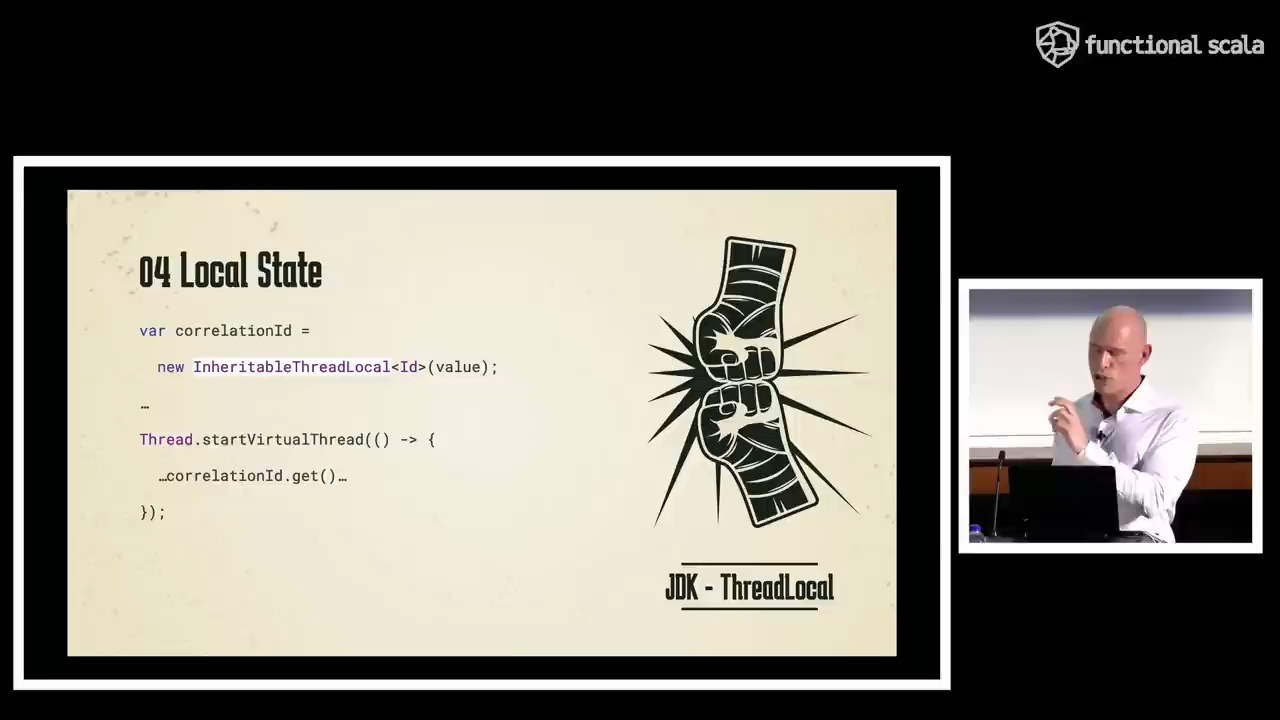 functional scala
04 Local State
var correlationId =
new InheritableThreadLocal<Id>(value);
…
Thread.startVirtualThread(() -> {
…correlationId.get()…
});
JDK - ThreadLocal